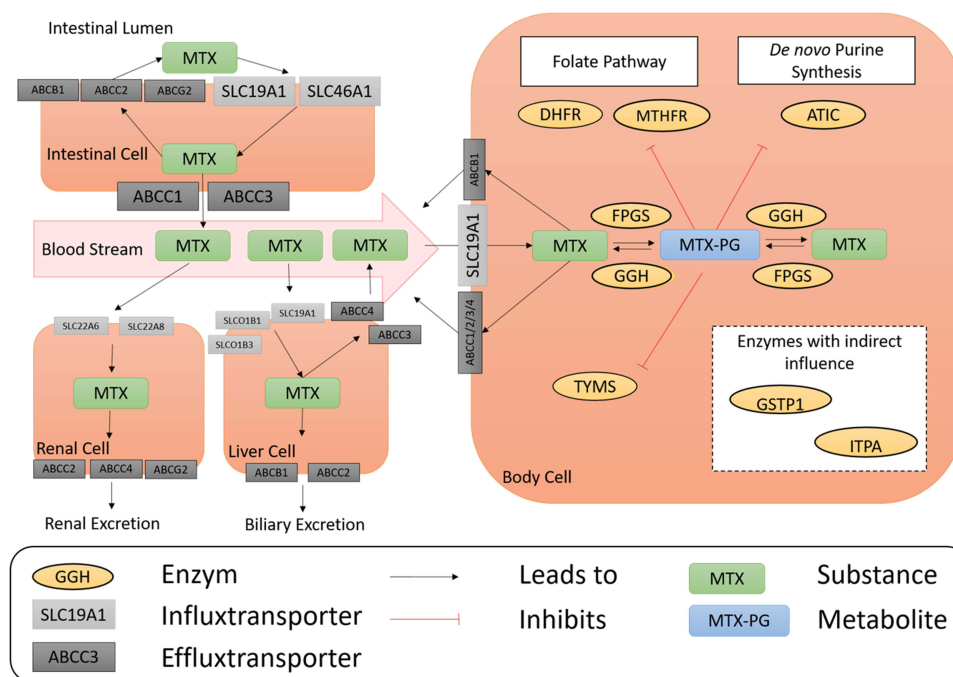 Intestinal Lumen
MTX
ABCB1
ABCC2
ABCG2
SLC19A1
SLC46A1
Intestinal Cell
MTX
ABCC1
ABCC3
Blood Stream
MTX
MTX
MTX
SLC22A6
SLC22A8
MTX
Renal Cell
ABCC2
ABCC4
ABCG2
Renal Excretion
SLCO1B1
SLC19A1
SLCO1B3
ABCC4
ABCC3
MTX
Liver Cell
ABCB1
ABCC2
Biliary Excretion
Folate Pathway
De novo Purine
Synthesis
DHFR
MTHFR
ATIC
ABCB1
SLC19A1
ABCC1/2/3/4
MTX
FPGS
GGH
MTX-PG
GGH
FPGS
MTX
TYMS
Enzymes with indirect
influence
GSTP1
ITPA
Body Cell
GGH
Enzym
Leads to
MTX
Substance
SLC19A1
Influxtransporter
Inhibits
MTX-PG
Metabolite
ABCC3
Effluxtransporter